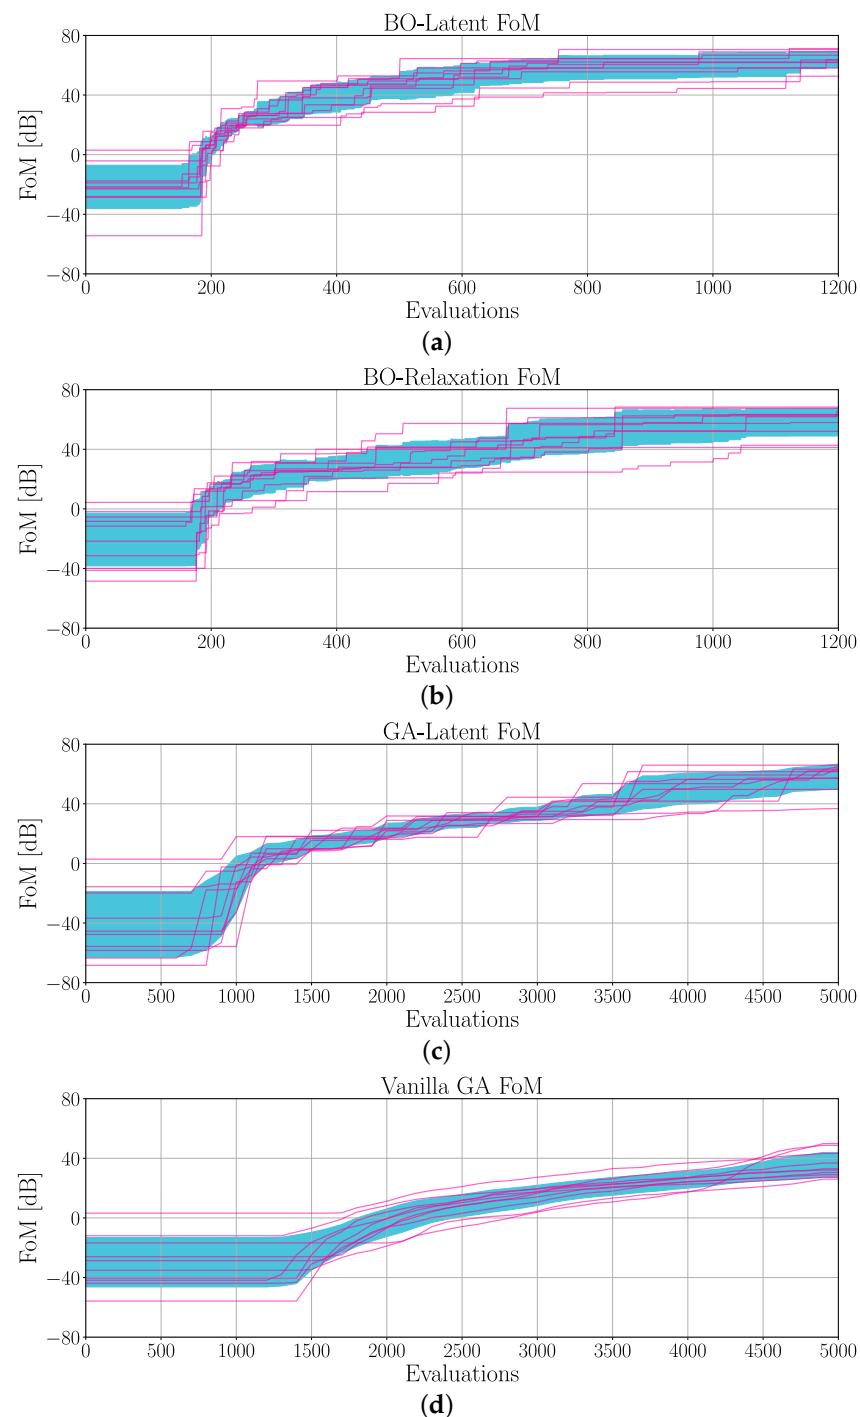 BO-Latent FoM
80
40
0
−40
−80
FoM [dB]
0 200 400 600 800 1000 1200
Evaluations
(a)
BO-Relaxation FoM
80
40
0
−40
−80
FoM [dB]
0 200 400 600 800 1000 1200
Evaluations
(b)
GA-Latent FoM
80
40
0
−40
−80
FoM [dB]
0 500 1000 1500 2000 2500 3000 3500 4000 4500 5000
Evaluations
(c)
Vanilla GA FoM
80
40
0
−40
−80
FoM [dB]
0 500 1000 1500 2000 2500 3000 3500 4000 4500 5000
Evaluations
(d)